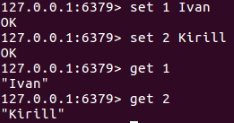 127.0.0.1:6379> set 1 Ivan
OK
127.0.0.1:6379> set 2 Kirill
OK
127.0.0.1:6379> get 1
"Ivan"
127.0.0.1:6379> get 2
"Kirill"